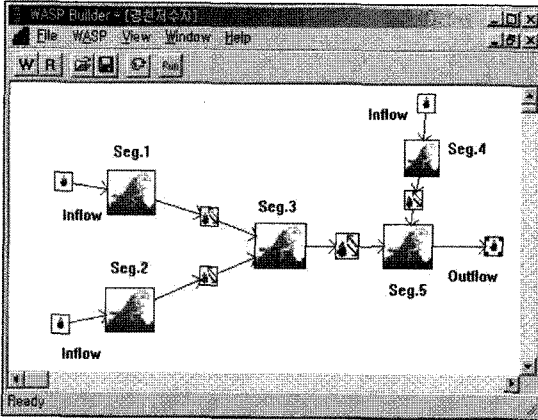 WASP Builder - [경천저수지]
File WASP View Window Help
W R Run
Inflow
Seg.1
Seg.4
Inflow
Seg.3
Seg.2
Outflow
Seg.5
Inflow
Ready